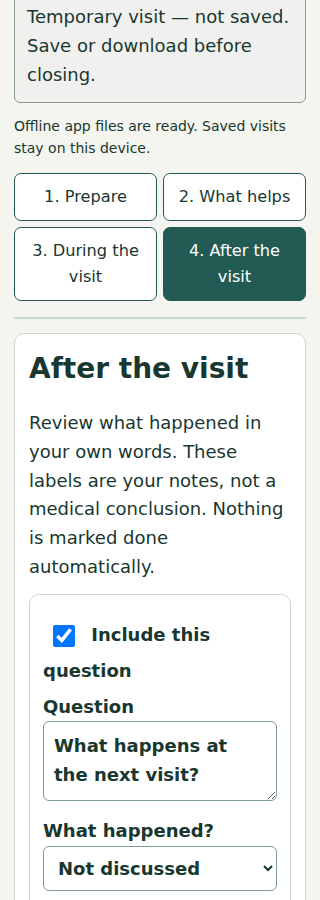 Temporary visit — not saved.
Save or download before
closing.
Offline app files are ready. Saved visits
stay on this device.
1. Prepare
2. What helps
3. During the
visit
4. After the
visit
After the visit
Review what happened in
your own words. These
labels are your notes, not a
medical conclusion. Nothing
is marked done
automatically.
Include this
question
Question
What happens at
the next visit?
What happened?
Not discussed